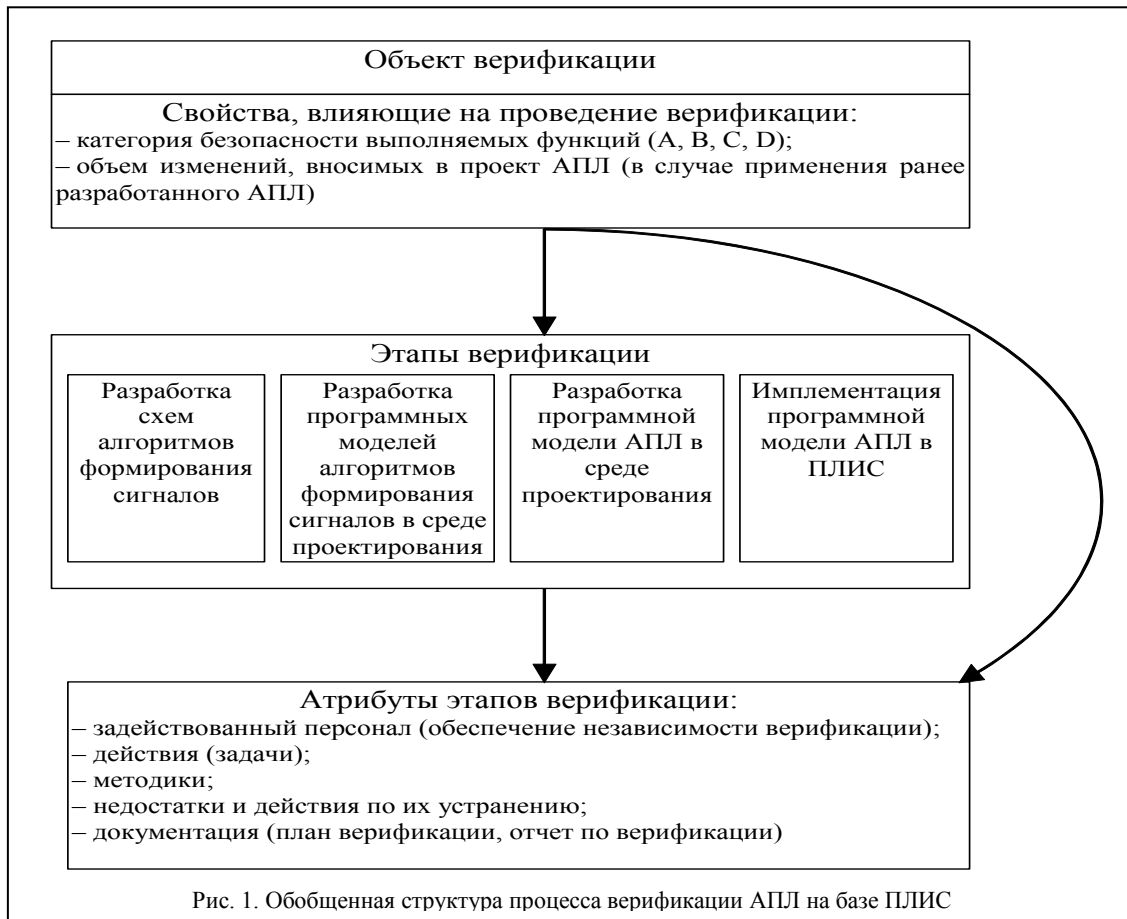 Объект верификации
Свойства, влияющие на проведение верификации:
– категория безопасности выполняемых функций (A, B, C, D);
– объем изменений, вносимых в проект АПЛ (в случае применения ранее
разработанного АПЛ)
Этапы верификации
Разработка
схем
алгоритмов
формирования
сигналов
Разработка
программных
моделей
алгоритмов
формирования
сигналов в среде
проектирования
Разработка
программной
модели АПЛ в
среде
проектирования
Имплементация
программной
модели АПЛ в
ПЛИС
Атрибуты этапов верификации:
– задействованный персонал (обеспечение независимости верификации);
– действия (задачи);
– методики;
– недостатки и действия по их устранению;
– документация (план верификации, отчет по верификации)
Рис. 1. Обобщенная структура процесса верификации АПЛ на базе ПЛИС